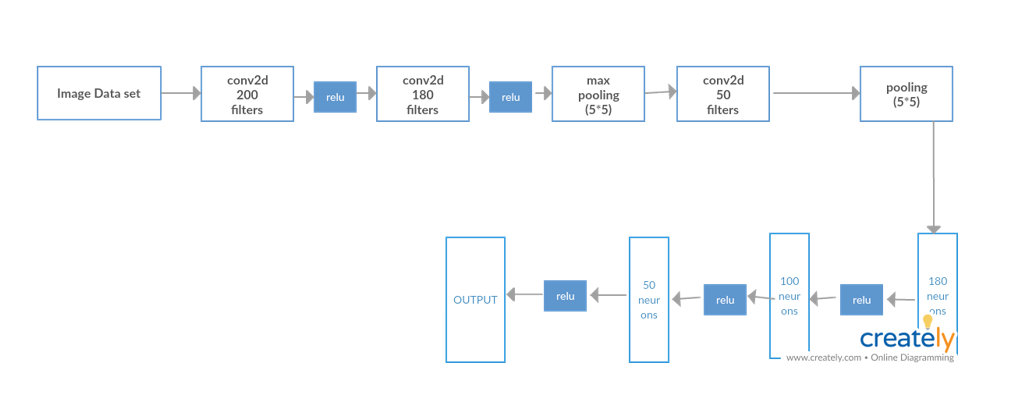 Image Data set
conv2d
200
filters
relu
conv2d
180
filters
relu
max
pooling
(5*5)
conv2d
50
filters
pooling
(5*5)
OUTPUT
relu
50
neur
ons
relu
100
neur
ons
relu
180
neur
ons
creately
www.creately.com • Online Diagramming